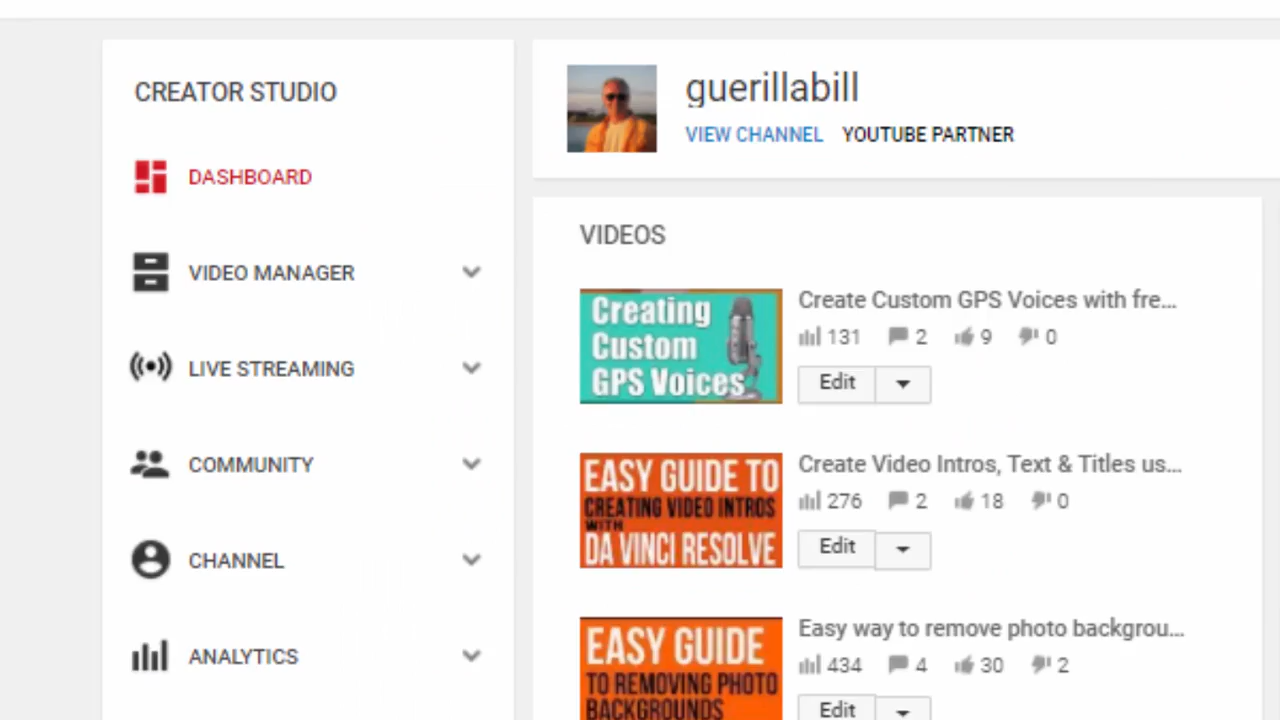 CREATOR STUDIO
DASHBOARD
VIDEO MANAGER
LIVE STREAMING
COMMUNITY
CHANNEL
ANALYTICS
guerillabill
VIEW CHANNEL YOUTUBE PARTNER
VIDEOS
Creating
Custom
GPS Voices
Create Custom GPS Voices with fre...
131 2 9 0
Edit
EASY GUIDE TO
CREATING VIDEO INTROS
WITH
DA VINCI RESOLVE
Create Video Intros, Text & Titles us...
276 2 18 0
Edit
EASY GUIDE
TO REMOVING PHOTO
BACKGROUNDS
Easy way to remove photo backgrou...
434 4 30 2
Edit